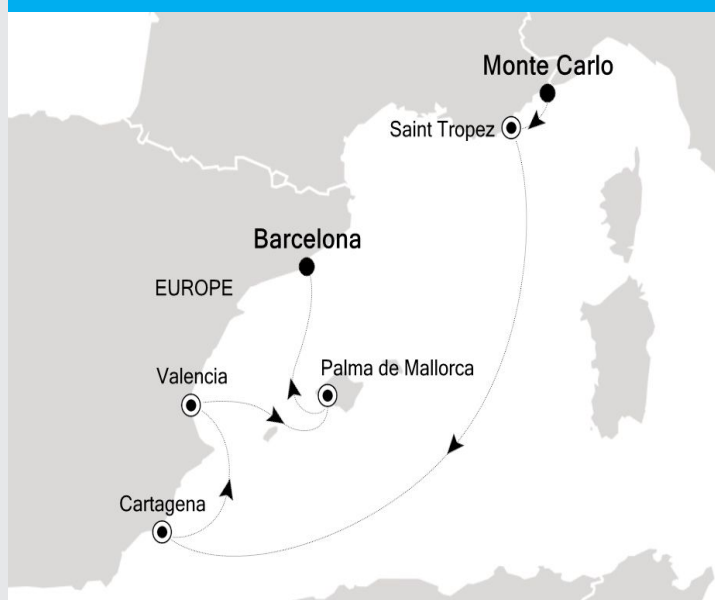 Monte Carlo
Saint Tropez
Barcelona
EUROPE
Palma de Mallorca
Valencia
Cartagena